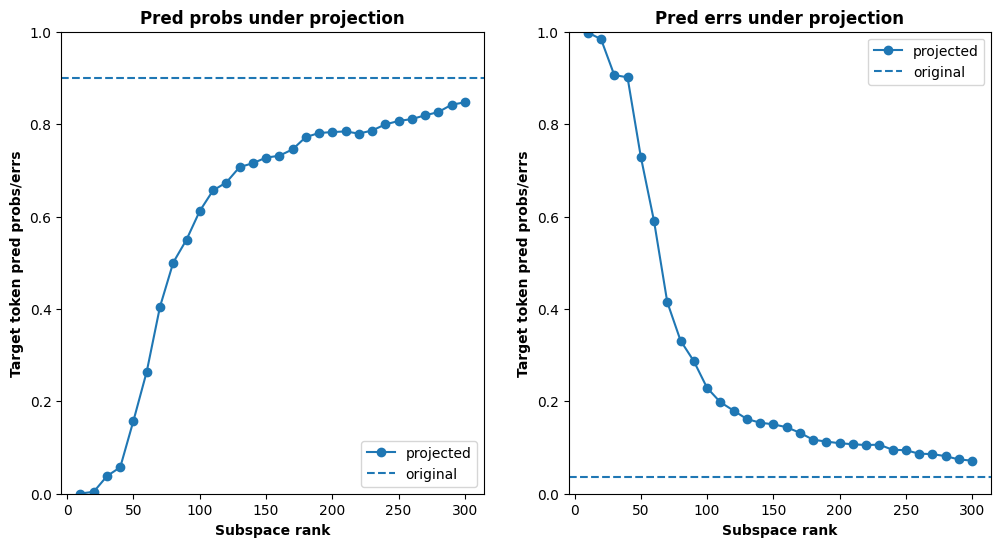 Pred probs under projection
Target token pred probs/errs
1.0
0.8
0.6
0.4
0.2
0.0
0 50 100 150 200 250 300
Subspace rank
projected
original
Pred errs under projection
Target token pred probs/errs
1.0
0.8
0.6
0.4
0.2
0.0
0 50 100 150 200 250 300
Subspace rank
projected
original